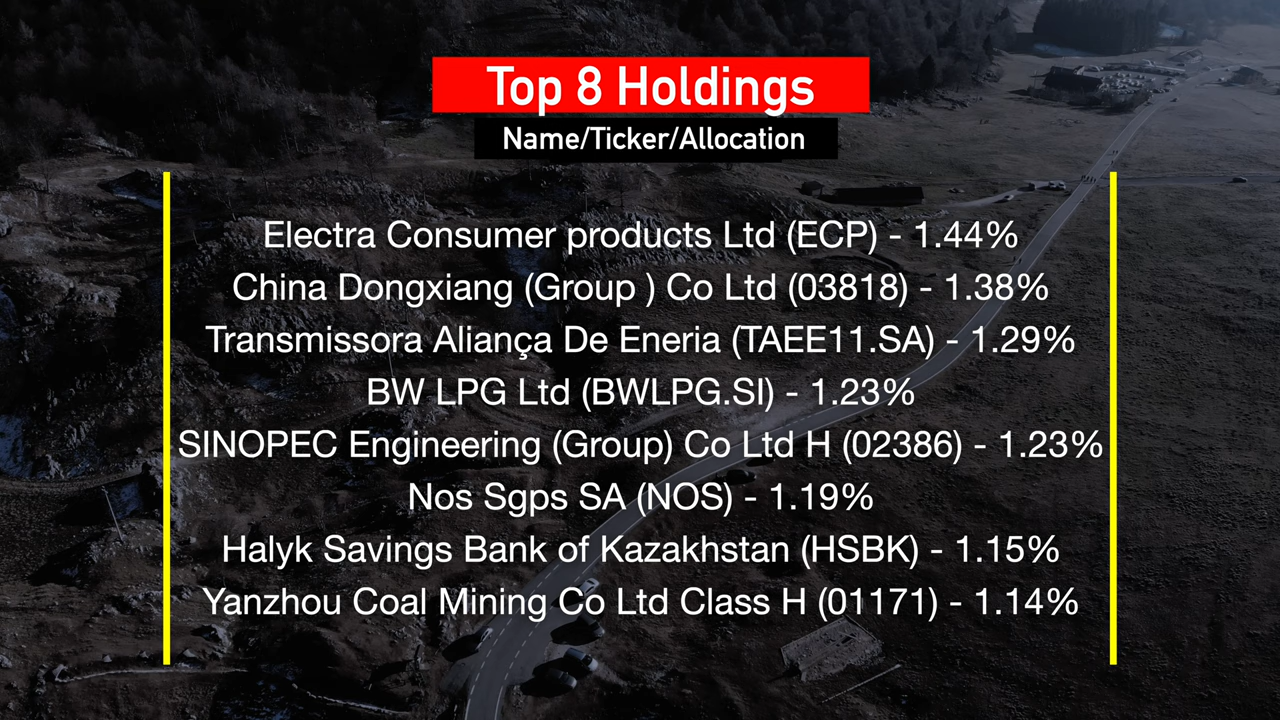 Top 8 Holdings
Name/Ticker/Allocation
Electra Consumer products Ltd (ECP) - 1.44%
China Dongxiang (Group ) Co Ltd (03818) - 1.38%
Transmissora Aliança De Eneria (TAEE11.SA) - 1.29%
BW LPG Ltd (BWLPG.SI) - 1.23%
SINOPEC Engineering (Group) Co Ltd H (02386) - 1.23%
Nos Sgps SA (NOS) - 1.19%
Halyk Savings Bank of Kazakhstan (HSBK) - 1.15%
Yanzhou Coal Mining Co Ltd Class H (01171) - 1.14%